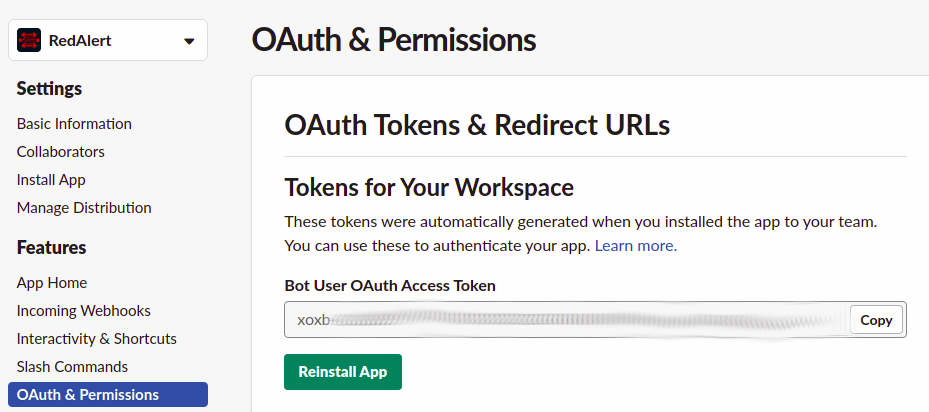 RedAlert
Settings
Basic Information
Collaborators
Install App
Manage Distribution
Features
App Home
Incoming Webhooks
Interactivity & Shortcuts
Slash Commands
OAuth & Permissions
OAuth & Permissions
OAuth Tokens & Redirect URLs
Tokens for Your Workspace
These tokens were automatically generated when you installed the app to your team.
You can use these to authenticate your app. Learn more.
Bot User OAuth Access Token
xoxb-
Copy
Reinstall App